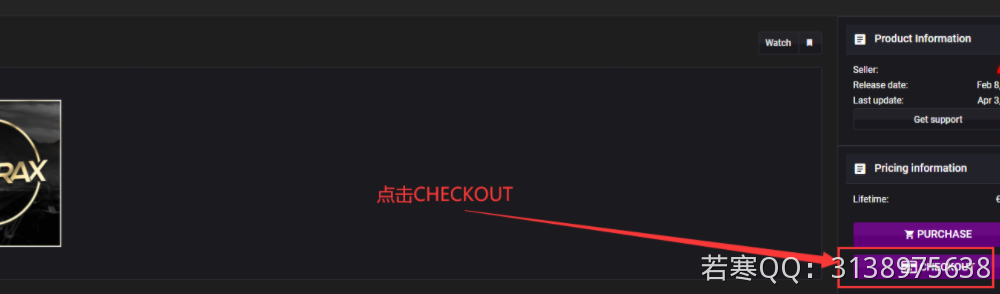 Watch
Product Information
Seller:
Release date: Feb 8,
Last update: Apr 3,
Get support
RAX
点击CHECKOUT
Pricing information
Lifetime: €
PURCHASE
CHECKOUT
若寒QQ：3138975638